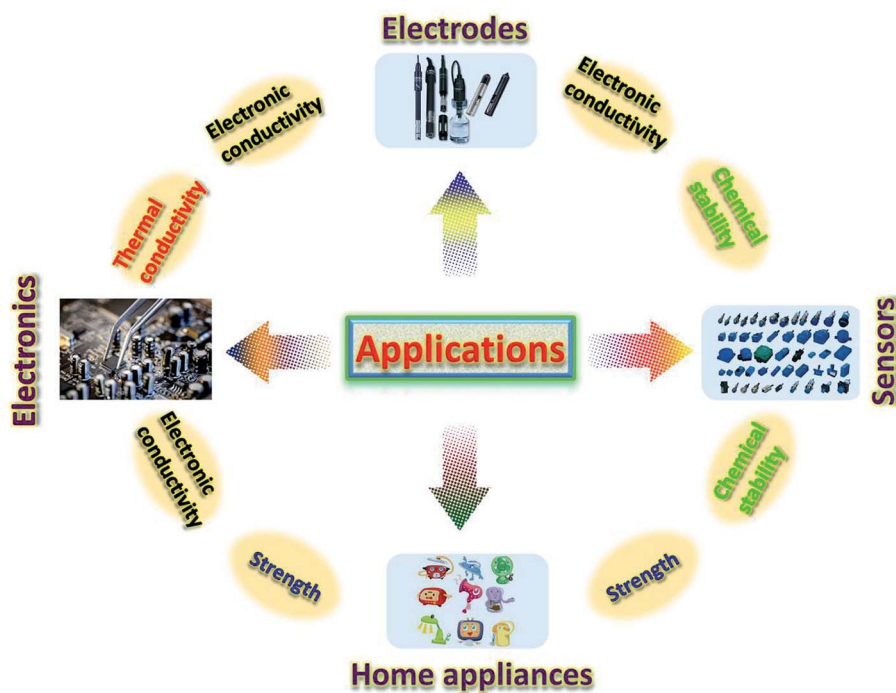 Electrodes
Electronic
conductivity
Electronic
conductivity
Thermal
conductivity
Chemical
stability
Electronics
Applications
Sensors
Electronic
conductivity
Chemical
stability
Strength
Strength
Home appliances